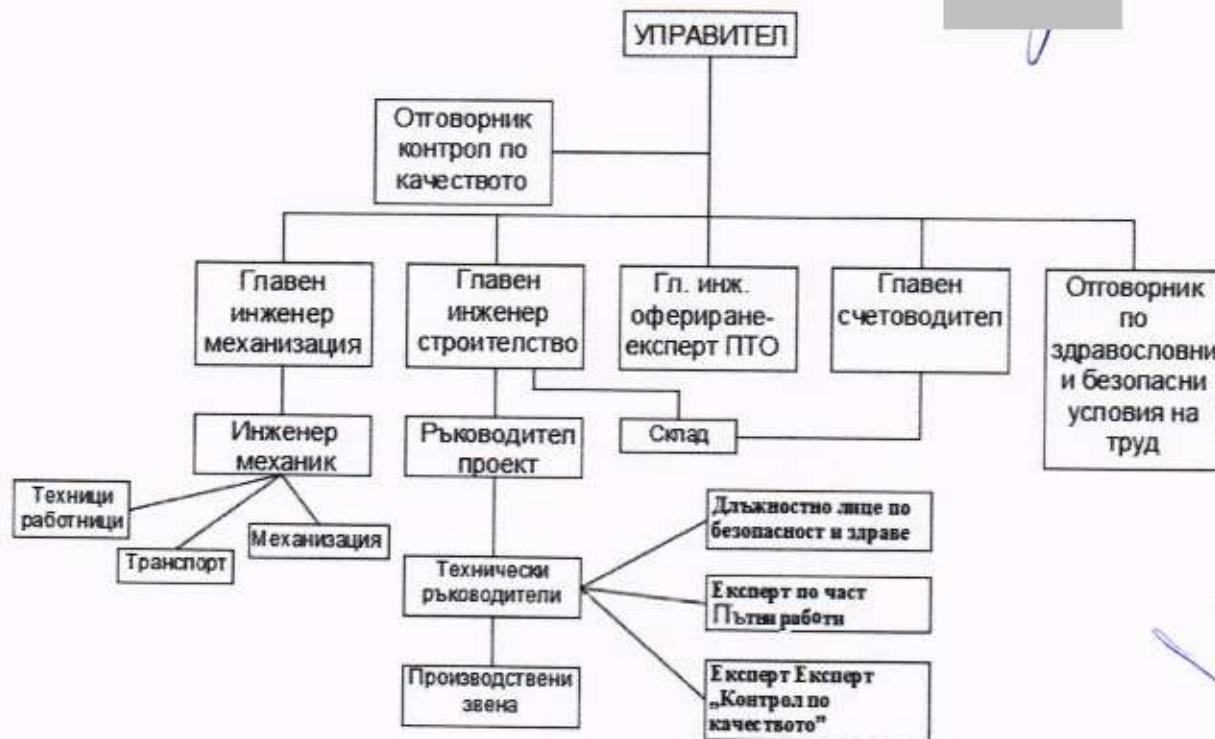 УПРАВИТЕЛ
Отговорник
контрол по
качеството
Главен
инженер
механизация
Главен
инженер
строителство
Гл. инж.
офериране-
експерт ПТО
Главен
счетоводител
Отговорник
по
здравословни
и безопасни
условия на
труд
Инженер
механик
Ръководител
проект
Склад
Техници
работници
Транспорт
Механизация
Технически
ръководители
Длъжностно лице по
безопасност и здраве
Експерт по част
Пътни работи
Експерт Експерт
„Контрол по
качеството”
Производствени
звена